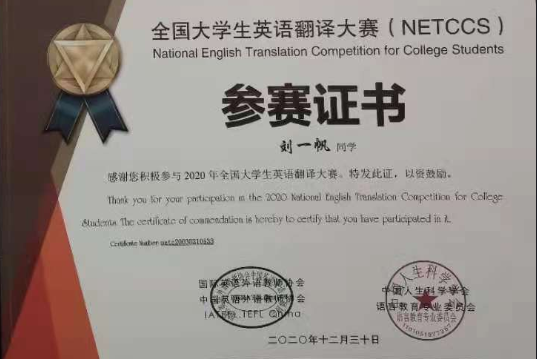 全国大学生英语翻译大赛（NETCCS）
National English Translation Competition for College Students
参赛证书
刘一帆 同学
感谢您积极参与2020年全国大学生英语翻译大赛。特发此证，以资鼓励。
Thank you for your participation in the 2020 National English Translation Competition for College
Students. The certificate of commendation is hereby to certify that you have participated in it.
Certificate Number
国际英语外语教师协会
中国英语外语教师协会
IATEFL TEFL China
中国人生科学学会
语言教育专业委员会
二〇二〇年十二月三十日